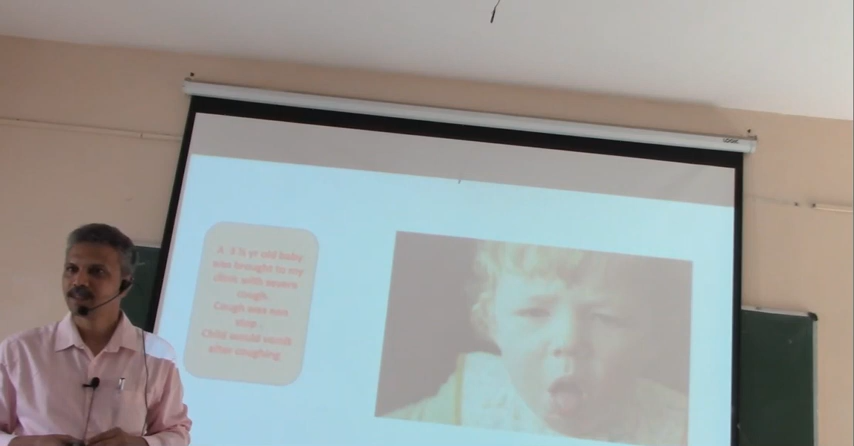 A   ½ yr old baby
was brought to my
clinic with severe
cough.
Cough was non
stop .
Child would vomit
after coughing